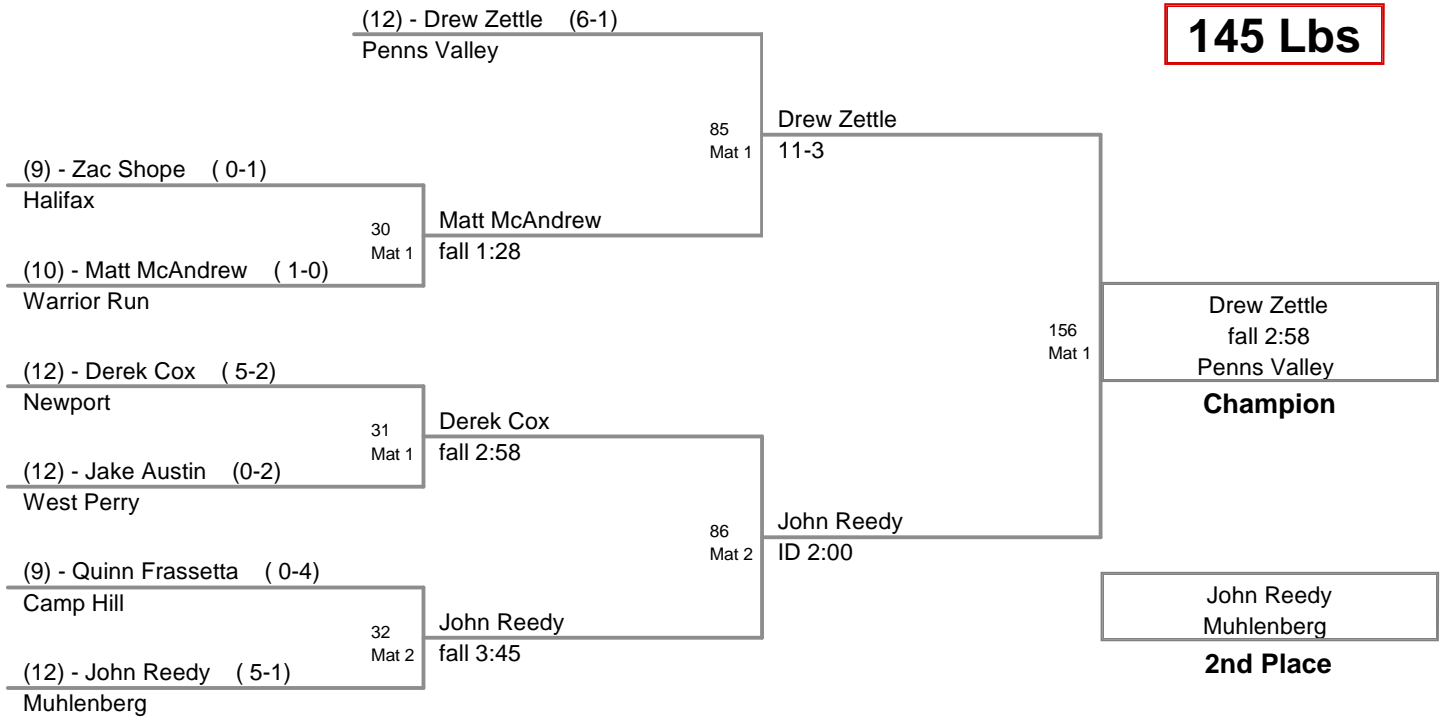 (12) - Drew Zettle (6-1)
Penns Valley
145 Lbs
85
Mat 1
Drew Zettle
11-3
(9) - Zac Shope ( 0-1)
Halifax
30
Mat 1
Matt McAndrew
fall 1:28
(10) - Matt McAndrew ( 1-0)
Warrior Run
156
Mat 1
Drew Zettle
fall 2:58
Penns Valley
Champion
(12) - Derek Cox ( 5-2)
Newport
31
Mat 1
Derek Cox
fall 2:58
(12) - Jake Austin (0-2)
West Perry
86
Mat 2
John Reedy
ID 2:00
(9) - Quinn Frassetta ( 0-4)
Camp Hill
32
Mat 2
John Reedy
fall 3:45
(12) - John Reedy ( 5-1)
Muhlenberg
John Reedy
Muhlenberg
2nd Place